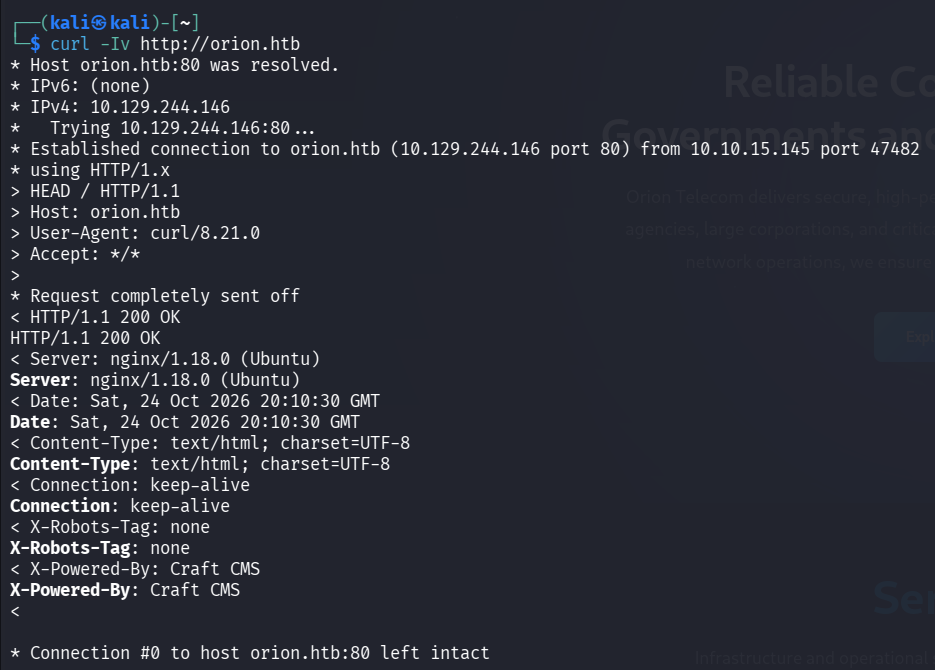 ┌──(kali㉿kali)-[~]
└─$ curl -Iv http://orion.htb
* Host orion.htb:80 was resolved.
* IPv6: (none)
* IPv4: 10.129.244.146
*   Trying 10.129.244.146:80...
* Established connection to orion.htb (10.129.244.146 port 80) from 10.10.15.145 port 47482
* using HTTP/1.x
> HEAD / HTTP/1.1
> Host: orion.htb
> User-Agent: curl/8.21.0
> Accept: */*
>
* Request completely sent off
< HTTP/1.1 200 OK
HTTP/1.1 200 OK
< Server: nginx/1.18.0 (Ubuntu)
Server: nginx/1.18.0 (Ubuntu)
< Date: Sat, 24 Oct 2026 20:10:30 GMT
Date: Sat, 24 Oct 2026 20:10:30 GMT
< Content-Type: text/html; charset=UTF-8
Content-Type: text/html; charset=UTF-8
< Connection: keep-alive
Connection: keep-alive
< X-Robots-Tag: none
X-Robots-Tag: none
< X-Powered-By: Craft CMS
X-Powered-By: Craft CMS
<

* Connection #0 to host orion.htb:80 left intact
Reliable
Governments
Orion Telecom delivers secure,
agencies, large corporations, and
network operations, we ensure
Infrastructure and operational